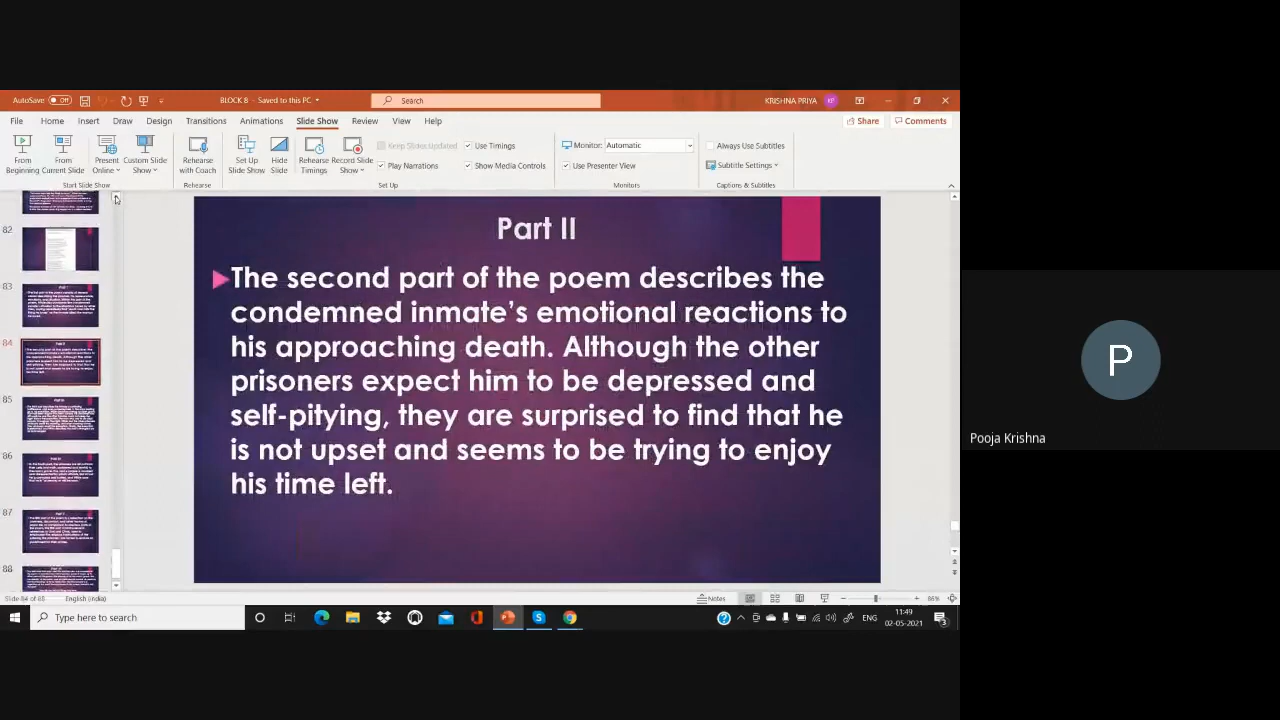 AutoSave Off
BLOCK 8 - Saved to this PC
Search
KRISHNA PRIYA KP
File Home Insert Draw Design Transitions Animations Slide Show Review View Help
Share Comments
From Beginning
From Current Slide
Present Online
Custom Slide Show
Set Up Slide Show
Hide Slide
Rehearse with Coach
Rehearse Timings
Record Slide Show
Keep Slides Updated
Use Timings
Play Narrations
Show Media Controls
Monitor: Automatic
Use Presenter View
Always Use Subtitles
Subtitle Settings
Start Slide Show
Rehearse
Set Up
Monitors
Captions & Subtitles
82
83
84
85
86
87
88
Part II
The second part of the poem describes the
condemned inmate's emotional reactions to
his approaching death. Although the other
prisoners expect him to be depressed and
self-pitying, they are surprised to find that he
is not upset and seems to be trying to enjoy
his time left.
P
Pooja Krishna
English (India)
Notes
86%
Type here to search
ENG
11:49
02-05-2021